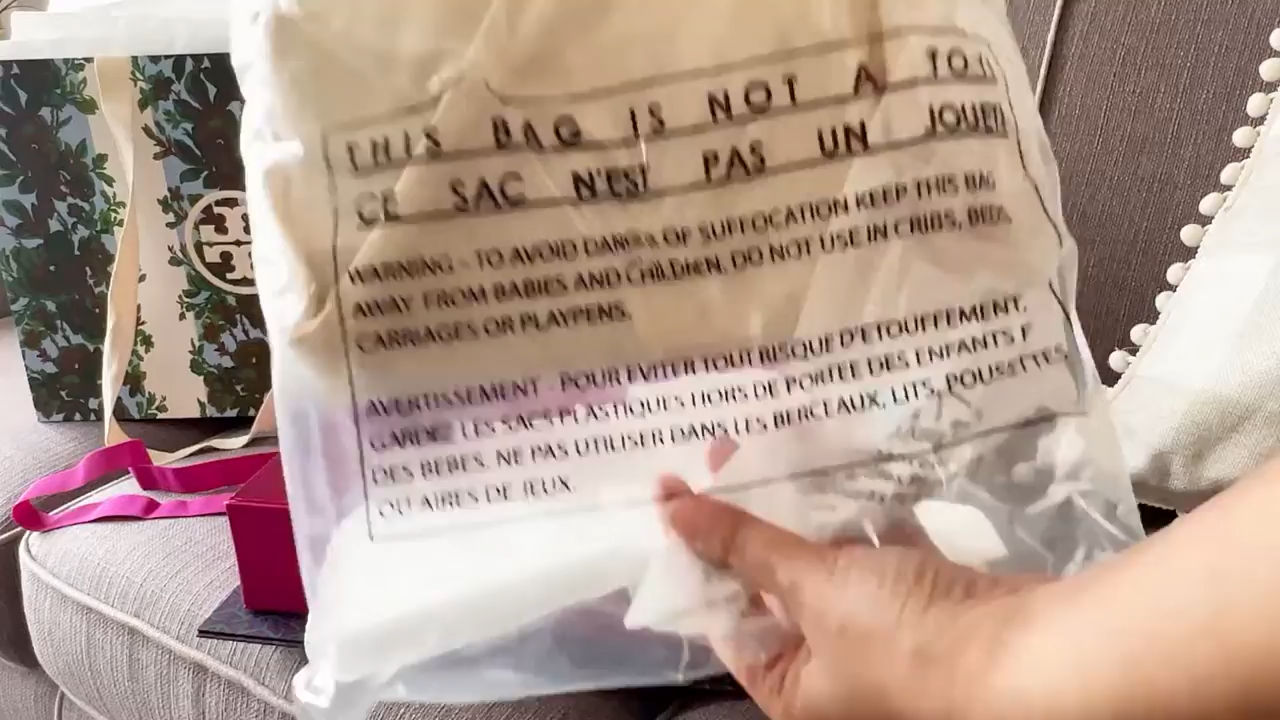 THIS BAG IS NOT A TOY
CE SAC N'EST PAS UN JOUET!
WARNING - TO AVOID DANGER OF SUFFOCATION KEEP THIS BAG
AWAY FROM BABIES AND CHILDREN. DO NOT USE IN CRIBS, BEDS,
CARRIAGES OR PLAYPENS.
AVERTISSEMENT - POUR EVITER TOUT RISQUE D'ETOUFFEMENT,
GARDEZ LES SACS PLASTIQUES HORS DE PORTEE DES ENFANTS
DES BEBES. NE PAS UTILISER DANS LES BERCEAUX, LITS, POUSETTES
OU AIRES DE JEUX.